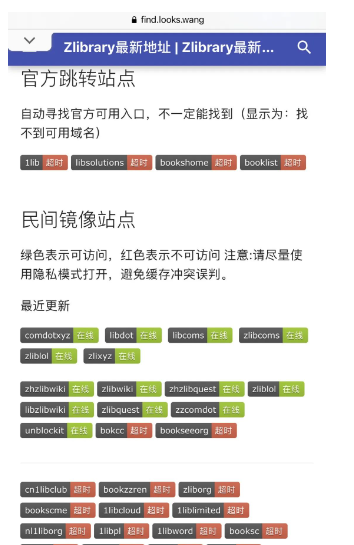 find.looks.wang
Zlibrary最新地址 | Zlibrary最新...
官方跳转站点
自动寻找官方可用入口，不一定能找到（显示为：找
不到可用域名）
1lib 超时 libsolutions 超时 bookshome 超时 booklist 超时
民间镜像站点
绿色表示可访问，红色表示不可访问 注意:请尽量使
用隐私模式打开，避免缓存冲突误判。
最近更新
comdotxyz 在线 libdot 在线 libcoms 在线 zlibcoms 在线
zliblol 在线 zlixyz 在线
zhzlibwiki 在线 zlibwiki 在线 zhzlibquest 在线 zliblol 在线
libzlibwiki 在线 zlibquest 在线 zzcomdot 在线
unblockit 在线 bokcc 超时 bookseeorg 超时
cn1libclub 超时 bookzzren 超时 zliborg 超时
bookscme 超时 1libcloud 超时 1liblimited 超时
nl1liborg 超时 1libpl 超时 1libword 超时 booksc 超时